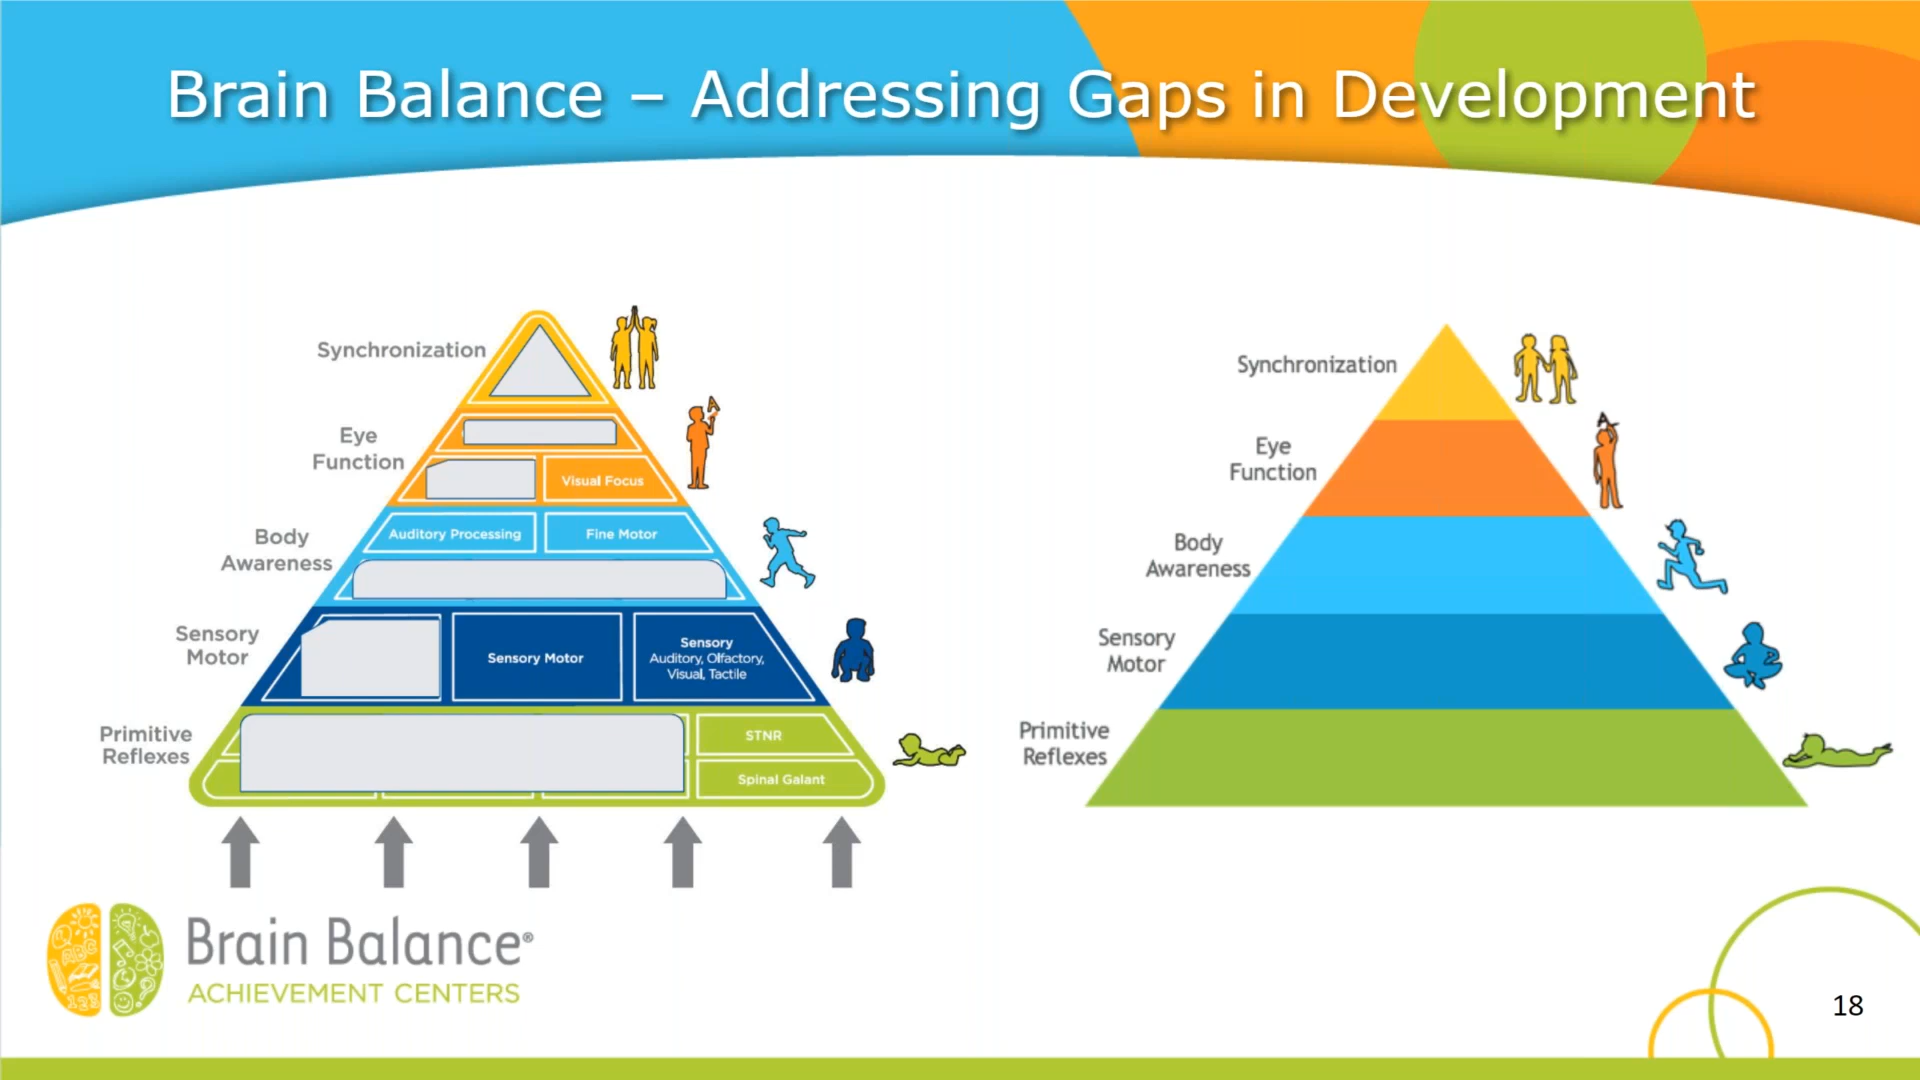 Brain Balance – Addressing Gaps in Development
Synchronization
Eye
Function
Visual Focus
Body
Awareness
Auditory Processing
Fine Motor
Sensory
Motor
Sensory Motor
Sensory
Auditory, Olfactory,
Visual, Tactile
Primitive
Reflexes
STNR
Spinal Galant
Synchronization
Eye
Function
Body
Awareness
Sensory
Motor
Primitive
Reflexes
A
A
ABC
123
Brain Balance®
ACHIEVEMENT CENTERS
18